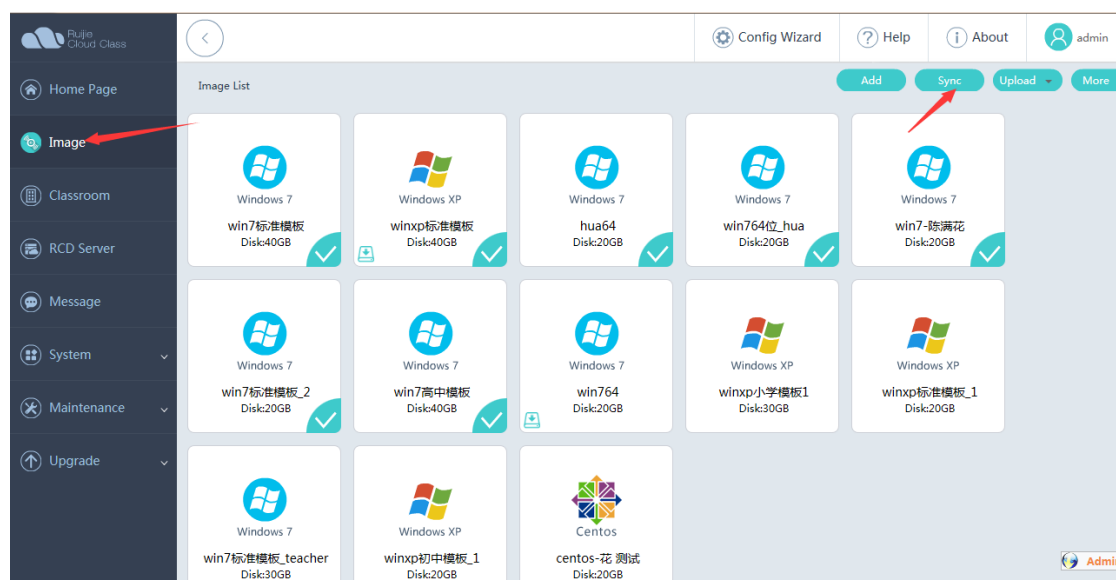 Ruijie
Cloud Class
Config Wizard
Help
About
admin
Home Page
Image
Classroom
RCD Server
Message
System
Maintenance
Upgrade
Image List
Add
Sync
Upload
More
Windows 7
win7标准模板
Disk:40GB
Windows XP
winxp标准模板
Disk:40GB
Windows 7
hua64
Disk:20GB
Windows 7
win764位_hua
Disk:20GB
Windows 7
win7-陈满花
Disk:20GB
Windows 7
win7标准模板_2
Disk:20GB
Windows 7
win7高中模板
Disk:40GB
Windows 7
win764
Disk:20GB
Windows XP
winxp小学模板1
Disk:30GB
Windows XP
winxp标准模板_1
Disk:20GB
Windows 7
win7标准模板_teacher
Disk:30GB
Windows XP
winxp初中模板_1
Disk:20GB
Centos
centos-花 测试
Disk:20GB
Admi